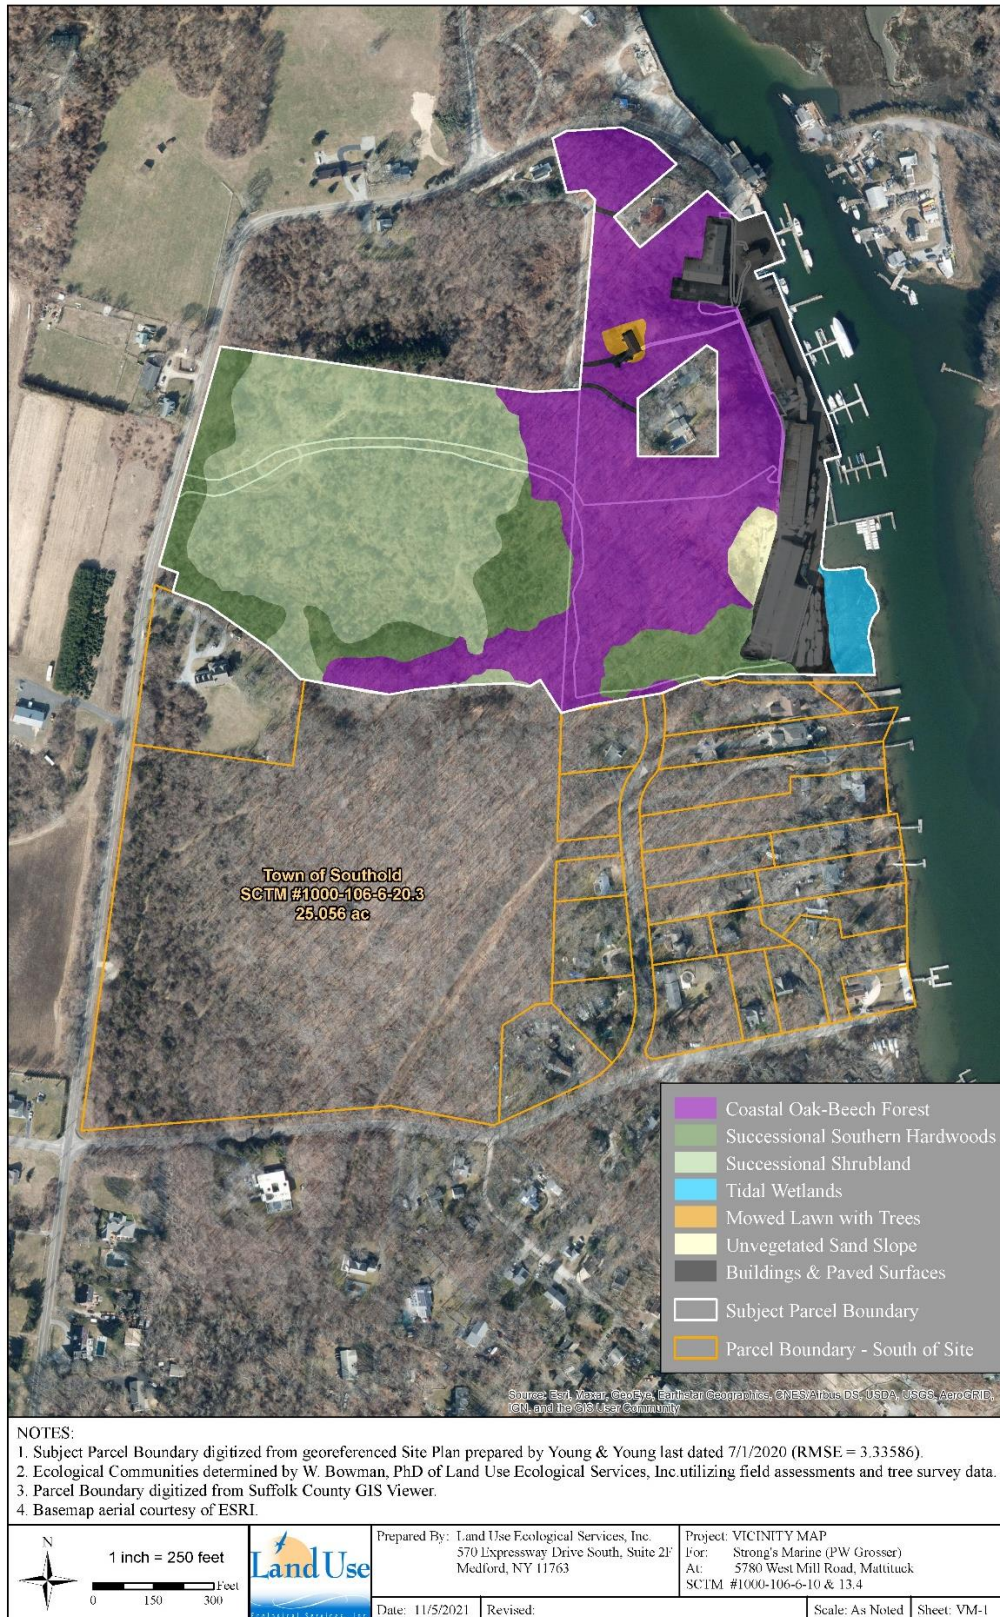 Town of Southold
SCTM #1000-106-6-20.3
25.056 ac
Coastal Oak-Beech Forest
Successional Southern Hardwoods
Successional Shrubland
Tidal Wetlands
Mowed Lawn with Trees
Unvegetated Sand Slope
Buildings & Paved Surfaces
Subject Parcel Boundary
Parcel Boundary - South of Site
Source: Esri, Maxar, GeoEye, Earthstar Geographics, CNES/Airbus DS, USDA, USGS, AeroGRID,
IGN, and the GIS User Community
NOTES:
1. Subject Parcel Boundary digitized from georeferenced Site Plan prepared by Young & Young last dated 7/1/2020 (RMSE = 3.33586).
2. Ecological Communities determined by W. Bowman, PhD of Land Use Ecological Services, Inc.utilizing field assessments and tree survey data.
3. Parcel Boundary digitized from Suffolk County GIS Viewer.
4. Basemap aerial courtesy of ESRI.
N
1 inch = 250 feet
Feet
0 150 300
Land Use
Ecological Services, Inc.
Prepared By: Land Use Ecological Services, Inc.
570 Expressway Drive South, Suite 2F
Medford, NY 11763
Date: 11/5/2021 Revised:
Project: VICINITY MAP
For: Strong's Marine (PW Grosser)
At: 5780 West Mill Road, Mattituck
SCTM #1000-106-6-10 & 13.4
Scale: As Noted Sheet: VM-1